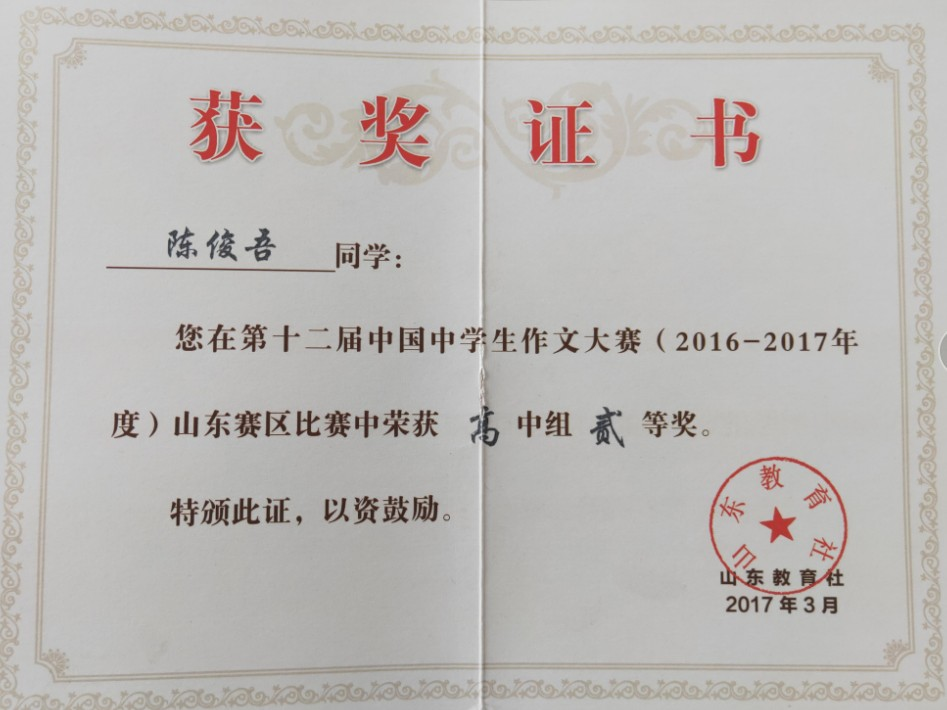 获奖证书
陈俊吾同学：
您在第十二届中国中学生作文大赛（2016-2017年
度）山东赛区比赛中荣获 高 中组 贰 等奖。
特颁此证，以资鼓励。
山东教育社
山东教育社
2017年3月